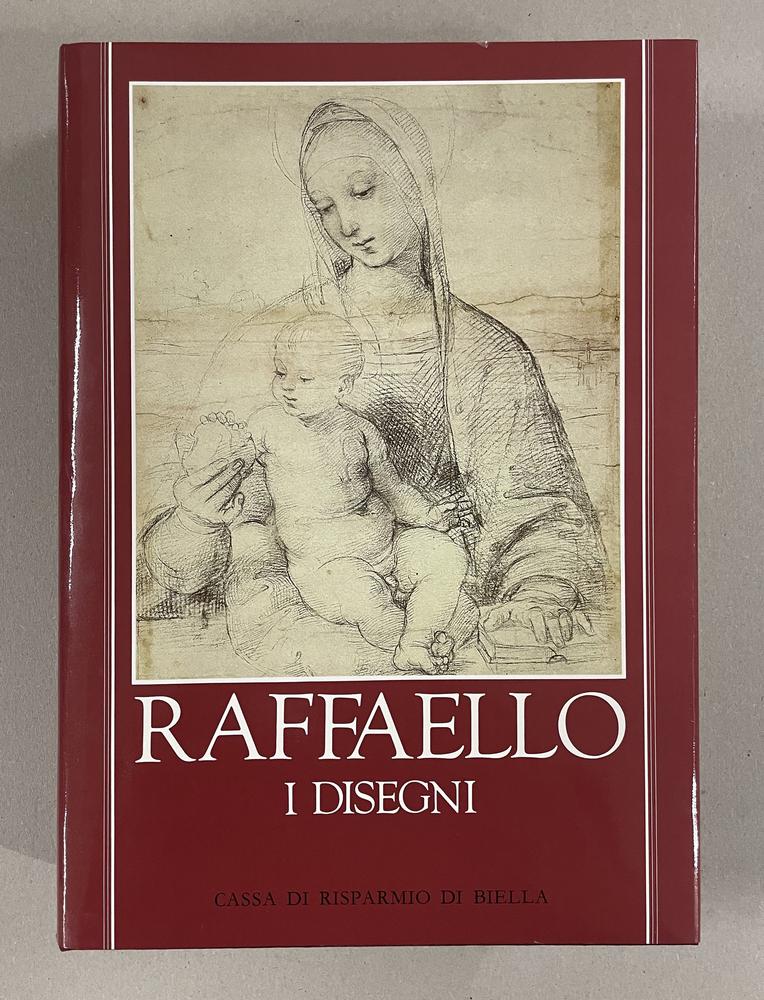 RAFFAELLO
I DISEGNI
CASSA DI RISPARMIO DI BIELLA